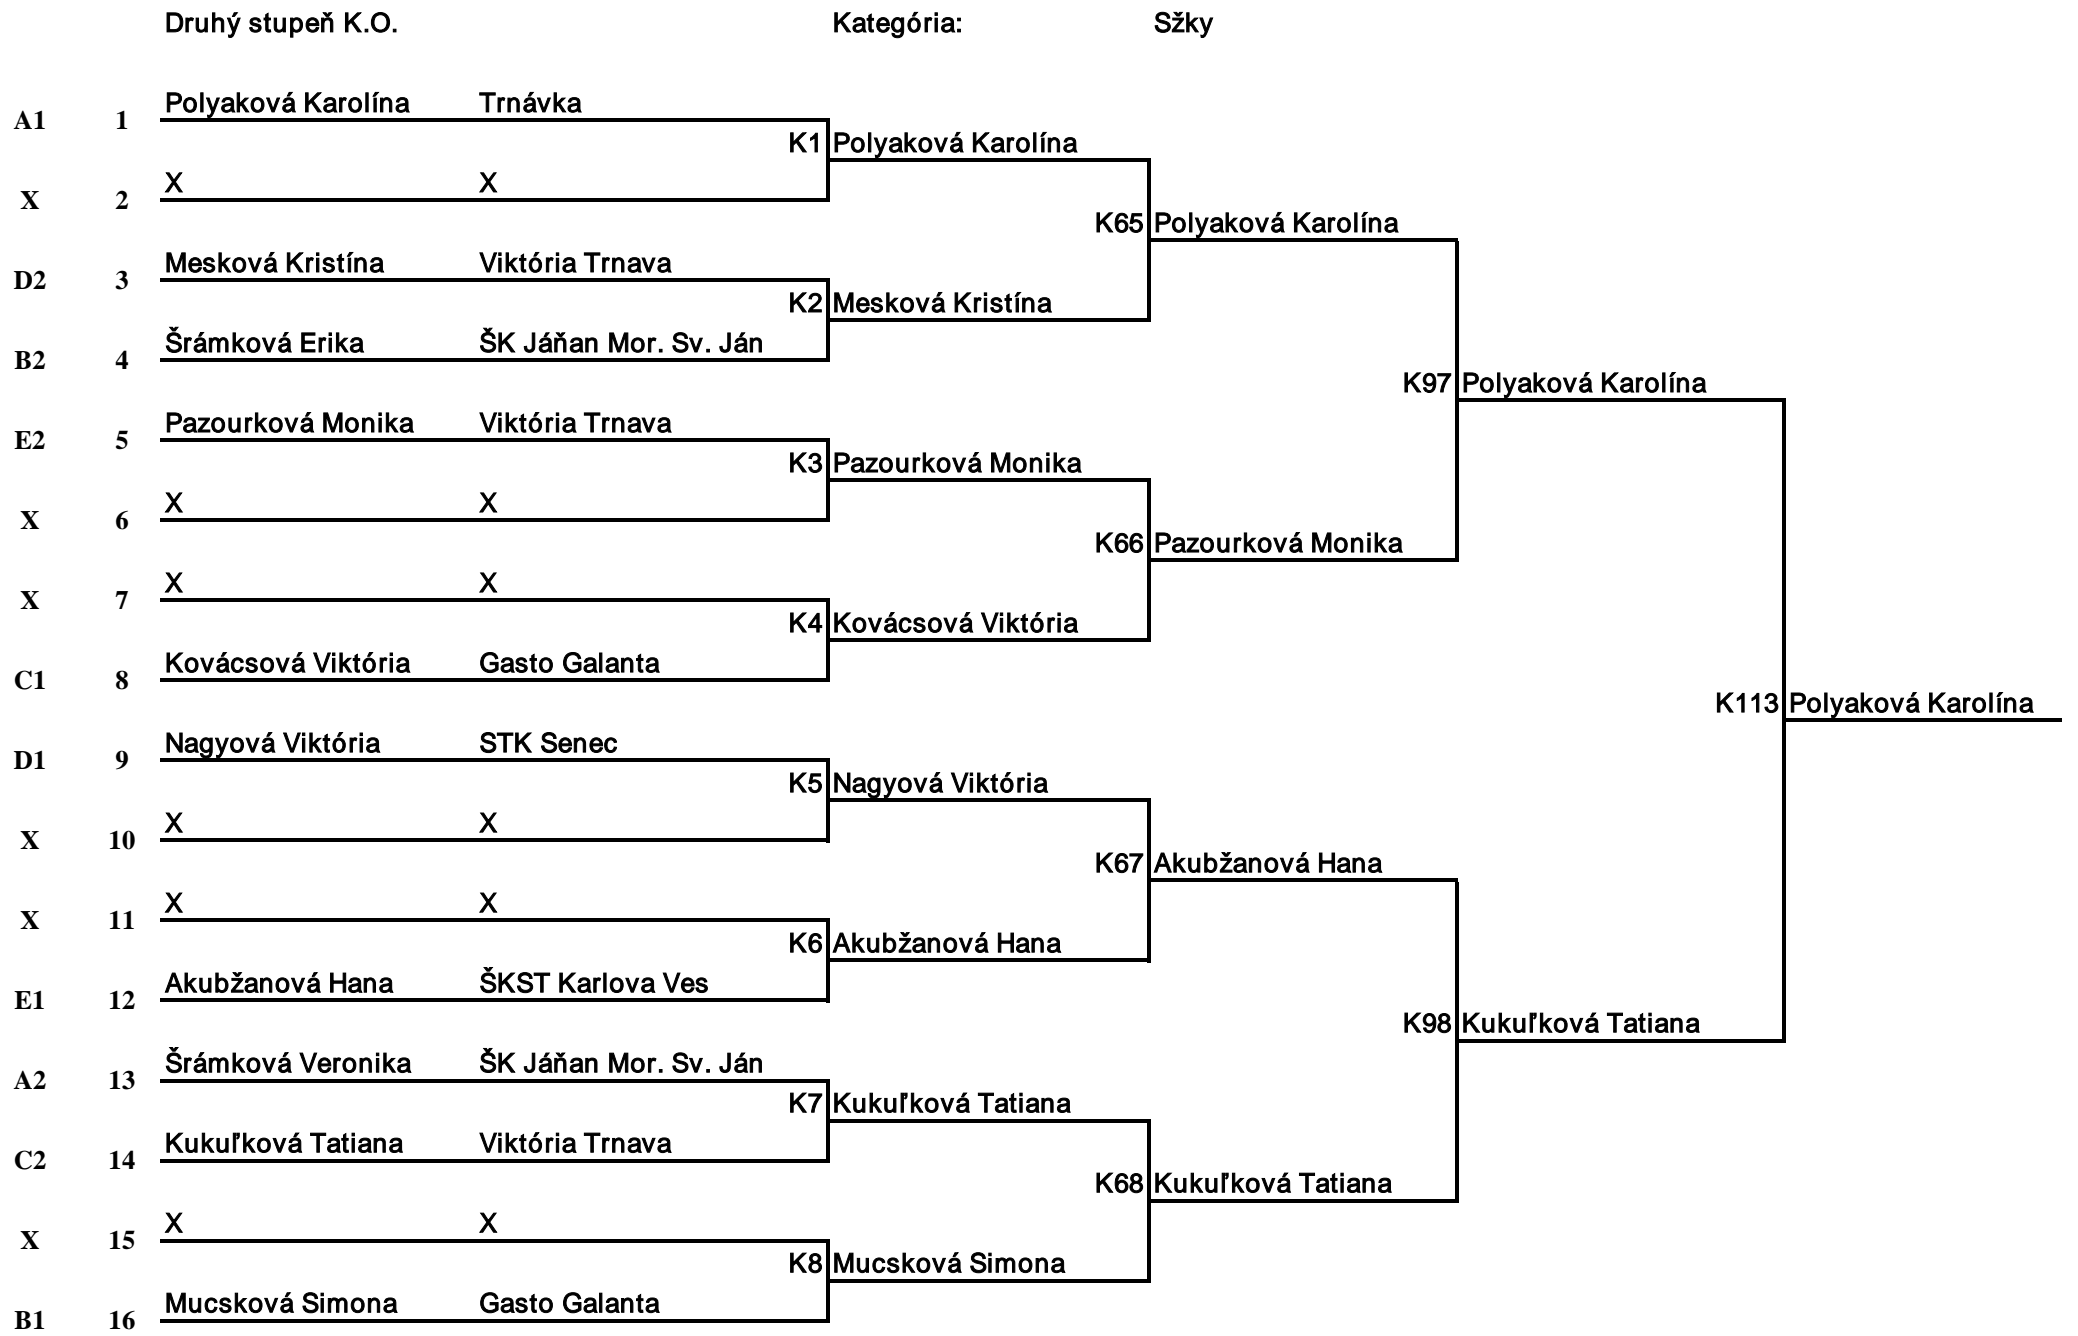 Druhý stupeň K.O. Kategória: Sžky
A1 1 Polyaková Karolína Trnávka
K1 Polyaková Karolína
X 2 X X
K65 Polyaková Karolína
D2 3 Mesková Kristína Viktória Trnava
K2 Mesková Kristína
B2 4 Šrámková Erika ŠK Jáňan Mor. Sv. Ján
K97 Polyaková Karolína
E2 5 Pazourková Monika Viktória Trnava
K3 Pazourková Monika
X 6 X X
K66 Pazourková Monika
X 7 X X
K4 Kovácsová Viktória
C1 8 Kovácsová Viktória Gasto Galanta
K113 Polyaková Karolína
D1 9 Nagyová Viktória STK Senec
K5 Nagyová Viktória
X 10 X X
K67 Akubžanová Hana
X 11 X X
K6 Akubžanová Hana
E1 12 Akubžanová Hana ŠKST Karlova Ves
K98 Kukuľková Tatiana
A2 13 Šrámková Veronika ŠK Jáňan Mor. Sv. Ján
K7 Kukuľková Tatiana
C2 14 Kukuľková Tatiana Viktória Trnava
K68 Kukuľková Tatiana
X 15 X X
K8 Mucsková Simona
B1 16 Mucsková Simona Gasto Galanta